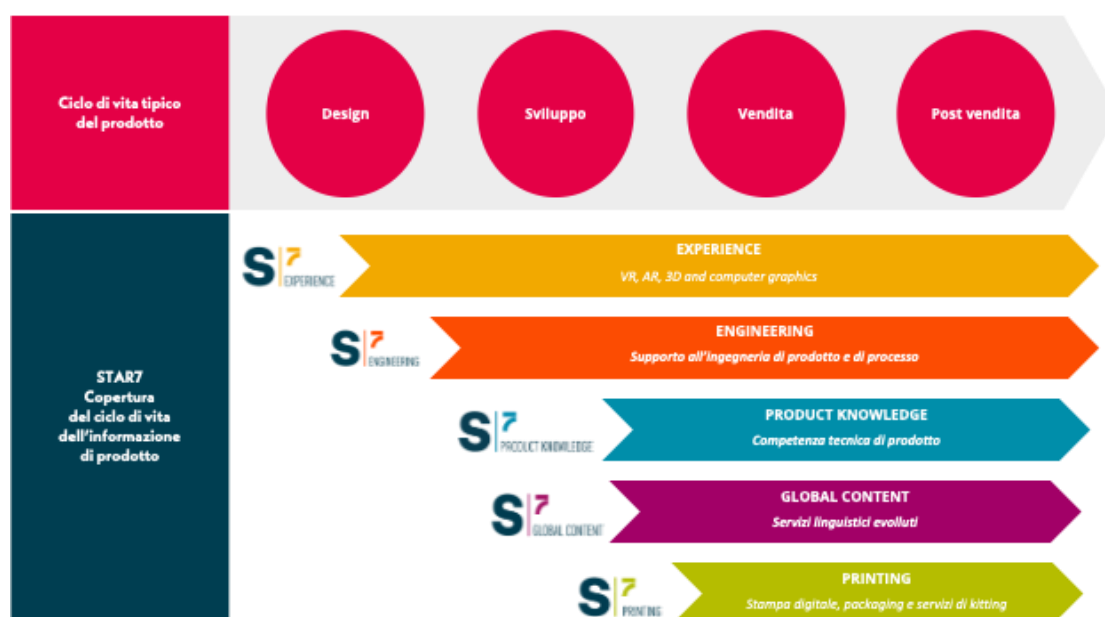 Ciclo di vita tipico
del prodotto
Design
Sviluppo
Vendita
Post vendita
STAR7
Copertura
del ciclo di vita
dell'informazione
di prodotto
S 7
EXPERIENCE
EXPERIENCE
VR, AR, 3D and computer graphics
S 7
ENGINEERING
ENGINEERING
Supporto all'ingegneria di prodotto e di processo
S 7
PRODUCT KNOWLEDGE
PRODUCT KNOWLEDGE
Competenza tecnica di prodotto
S 7
GLOBAL CONTENT
GLOBAL CONTENT
Servizi linguistici evolluti
S 7
PRINTING
PRINTING
Stampa digitale, packaging e servizi di kitting